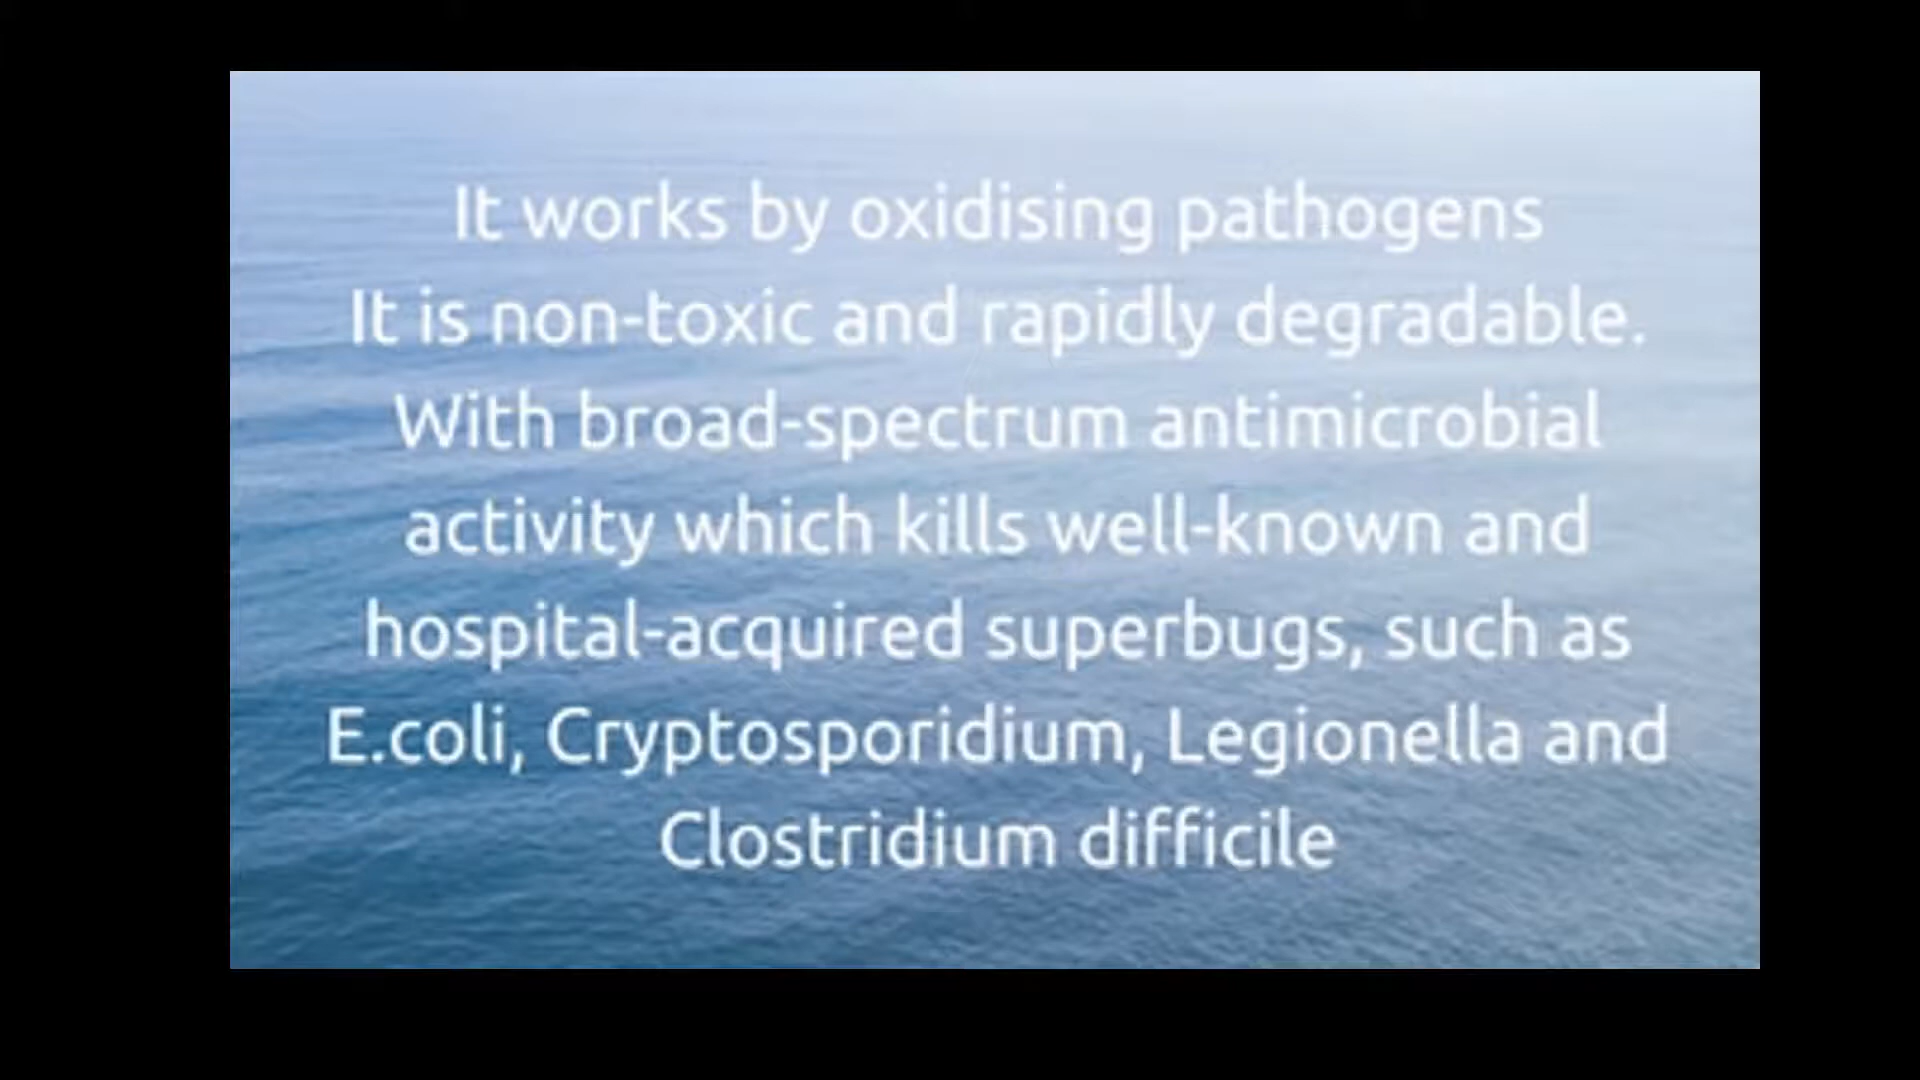 It works by oxidising pathogens
It is non-toxic and rapidly degradable.
With broad-spectrum antimicrobial
activity which kills well-known and
hospital-acquired superbugs, such as
E.coli, Cryptosporidium, Legionella and
Clostridium difficile